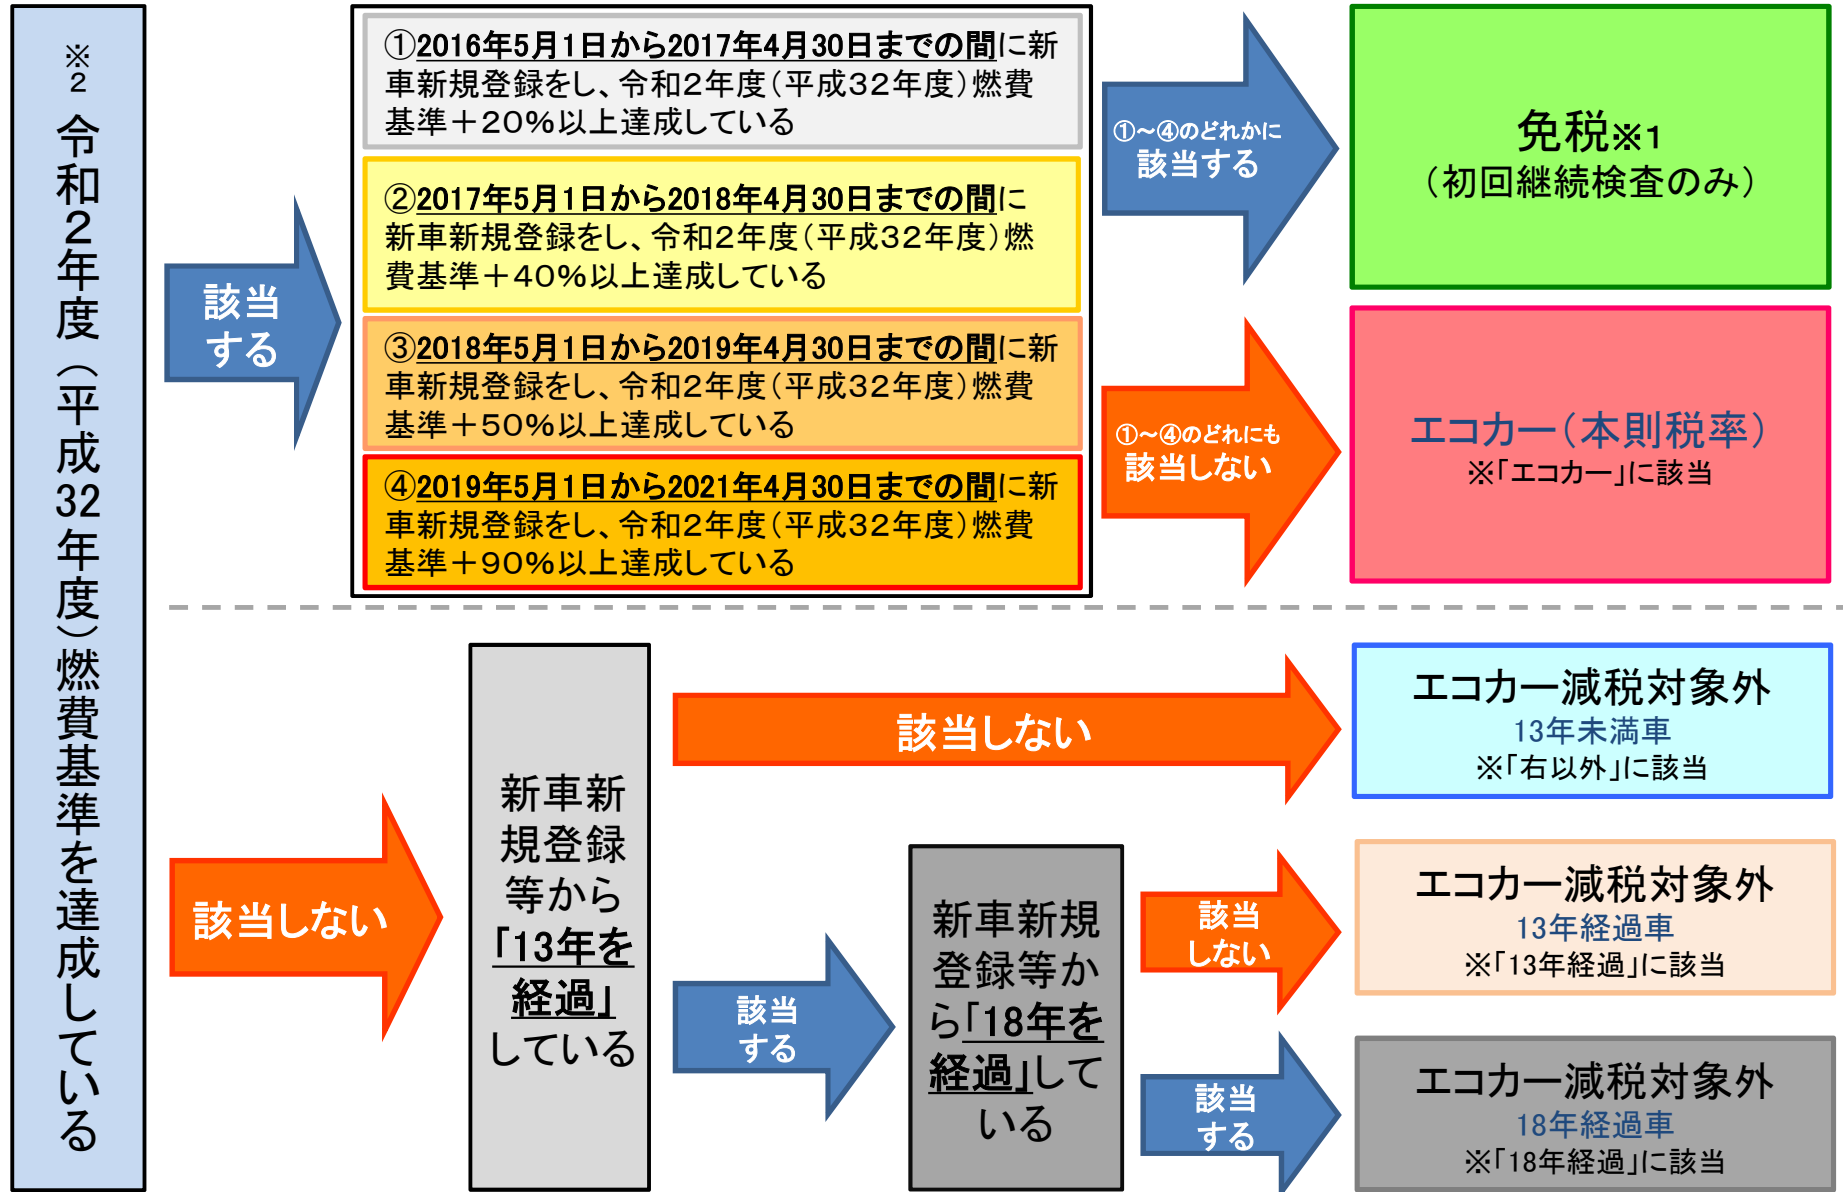 ※2 令和2年度（平成32年度）燃費基準を達成している
該当
する
①2016年5月1日から2017年4月30日までの間に新
車新規登録をし、令和2年度（平成32年度）燃費
基準＋20％以上達成している
②2017年5月1日から2018年4月30日までの間に
新車新規登録をし、令和2年度（平成32年度）燃
費基準＋40％以上達成している
③2018年5月1日から2019年4月30日までの間に新
車新規登録をし、令和2年度（平成32年度）燃費
基準＋50％以上達成している
④2019年5月1日から2021年4月30日までの間に新
車新規登録をし、令和2年度（平成32年度）燃費
基準＋90％以上達成している
①～④のどれかに
該当する
免税※1
（初回継続検査のみ）
①～④のどれにも
該当しない
エコカー（本則税率）
※「エコカー」に該当
該当しない
新車新
規登録
等から
「13年を
経過」
している
該当しない
エコカー減税対象外
13年未満車
※「右以外」に該当
該当
する
新車新規
登録等か
ら「18年を
経過」して
いる
該当
しない
エコカー減税対象外
13年経過車
※「13年経過」に該当
該当
する
エコカー減税対象外
18年経過車
※「18年経過」に該当